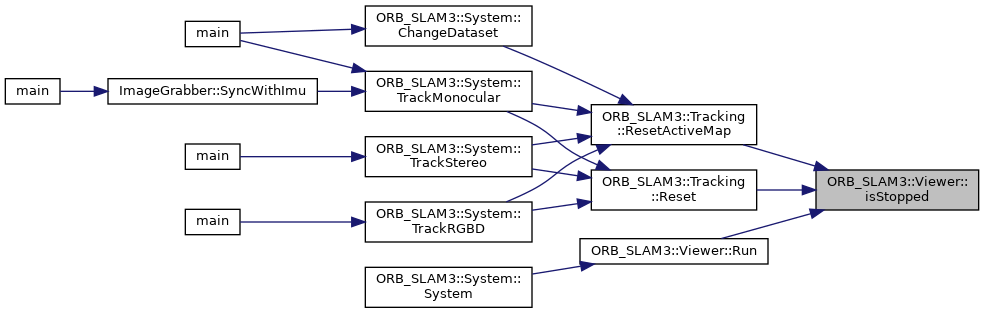 main
ORB_SLAM3::System::
ChangeDataset
main
ImageGrabber::SyncWithImu
ORB_SLAM3::System::
TrackMonocular
ORB_SLAM3::Tracking
::ResetActiveMap
main
ORB_SLAM3::System::
TrackStereo
ORB_SLAM3::Tracking
::Reset
ORB_SLAM3::Viewer::
isStopped
main
ORB_SLAM3::System::
TrackRGBD
ORB_SLAM3::Viewer::Run
ORB_SLAM3::System::
System